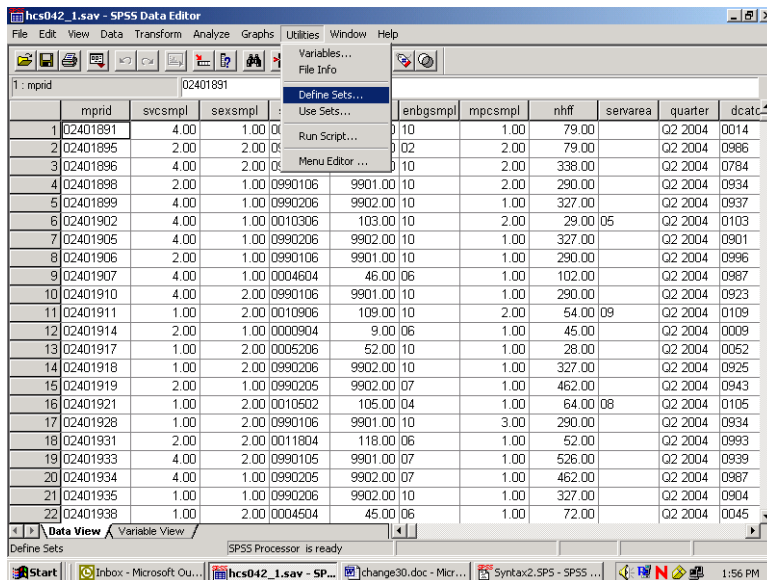 hcs042_1.sav - SPSS Data Editor
File Edit View Data Transform Analyze Graphs Utilities Window Help
Variables...
File Info
Define Sets...
Use Sets...
Run Script...
Menu Editor ...
1 : mprid 02401891
mprid svcsmpl sexsmpl enbgsmpl mpcsmpl nhff servarea quarter dcatc
1 02401891 4.00 1.00 10 1.00 79.00 Q2 2004 0014
2 02401895 2.00 2.00 02 2.00 79.00 Q2 2004 0986
3 02401896 4.00 2.00 10 2.00 338.00 Q2 2004 0784
4 02401898 2.00 1.00 0990106 9901.00 10 2.00 290.00 Q2 2004 0934
5 02401899 4.00 1.00 0990206 9902.00 10 1.00 327.00 Q2 2004 0937
6 02401902 4.00 1.00 0010306 103.00 10 2.00 29.00 05 Q2 2004 0103
7 02401905 4.00 1.00 0990206 9902.00 10 1.00 327.00 Q2 2004 0901
8 02401906 2.00 1.00 0990106 9901.00 10 1.00 290.00 Q2 2004 0996
9 02401907 4.00 1.00 0004604 46.00 06 1.00 102.00 Q2 2004 0987
10 02401910 4.00 2.00 0990106 9901.00 10 1.00 290.00 Q2 2004 0923
11 02401911 1.00 2.00 0010906 109.00 10 2.00 54.00 09 Q2 2004 0109
12 02401914 2.00 1.00 0000904 9.00 06 1.00 45.00 Q2 2004 0009
13 02401917 1.00 2.00 0005206 52.00 10 1.00 28.00 Q2 2004 0052
14 02401918 1.00 2.00 0990206 9902.00 10 1.00 327.00 Q2 2004 0925
15 02401919 2.00 1.00 0990205 9902.00 07 1.00 462.00 Q2 2004 0943
16 02401921 1.00 2.00 0010502 105.00 04 1.00 64.00 08 Q2 2004 0105
17 02401928 1.00 2.00 0990106 9901.00 10 3.00 290.00 Q2 2004 0934
18 02401931 2.00 2.00 0011804 118.00 06 1.00 52.00 Q2 2004 0993
19 02401933 4.00 2.00 0990105 9901.00 07 1.00 526.00 Q2 2004 0939
20 02401934 4.00 1.00 0990205 9902.00 07 1.00 462.00 Q2 2004 0987
21 02401935 1.00 1.00 0990206 9902.00 10 1.00 327.00 Q2 2004 0904
22 02401938 1.00 2.00 0004504 45.00 06 1.00 72.00 Q2 2004 0045
Data View Variable View
Define Sets SPSS Processor is ready
Start Inbox - Microsoft Ou... hcs042_1.sav - SP... change30.doc - Micr... Syntax2.SPS - SPSS ... 1:56 PM